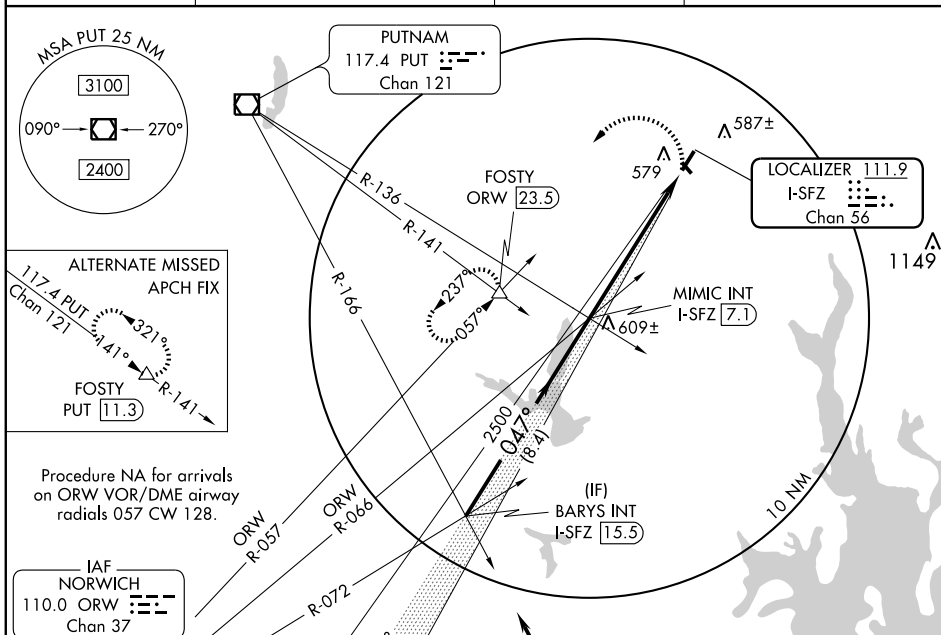 MSA PUT 25 NM
3100
090°
270°
2400
PUTNAM
117.4 PUT
Chan 121
587±
579
LOCALIZER 111.9
I-SFZ
Chan 56
1149
R-136
R-141
R-166
FOSTY
ORW 23.5
237°
057°
MIMIC INT
I-SFZ 7.1
609±
ALTERNATE MISSED
APCH FIX
117.4 PUT
Chan 121
321°
141°
R-141
FOSTY
PUT 11.3
2500
047°
(8.4)
Procedure NA for arrivals
on ORW VOR/DME airway
radials 057 CW 128.
ORW
R-057
ORW
R-066
(IF)
BARYS INT
I-SFZ 15.5
10 NM
IAF
NORWICH
110.0 ORW
Chan 37
R-072